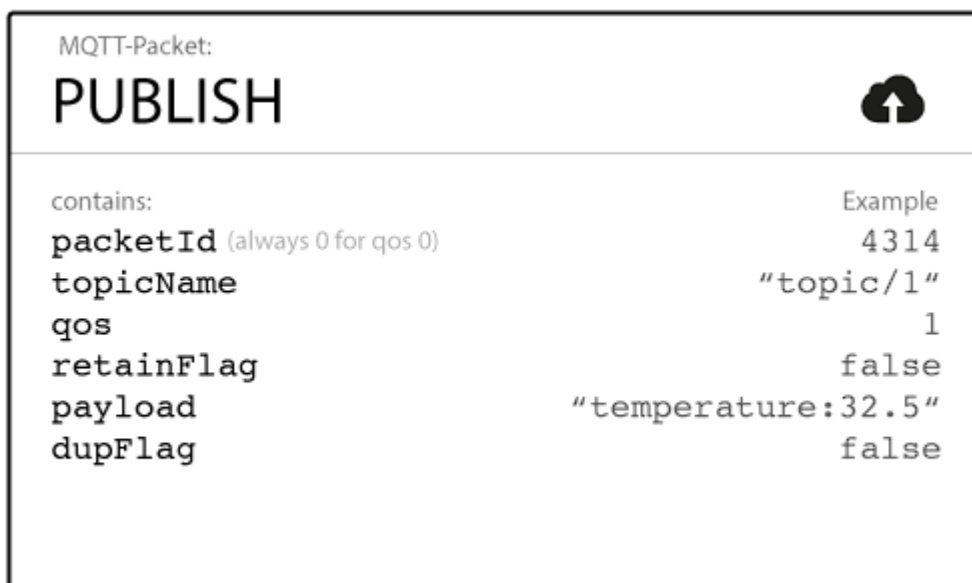 MQTT-Packet:
PUBLISH
contains: Example
packetId (always 0 for qos 0) 4314
topicName “topic/1“
qos 1
retainFlag false
payload “temperature:32.5“
dupFlag false